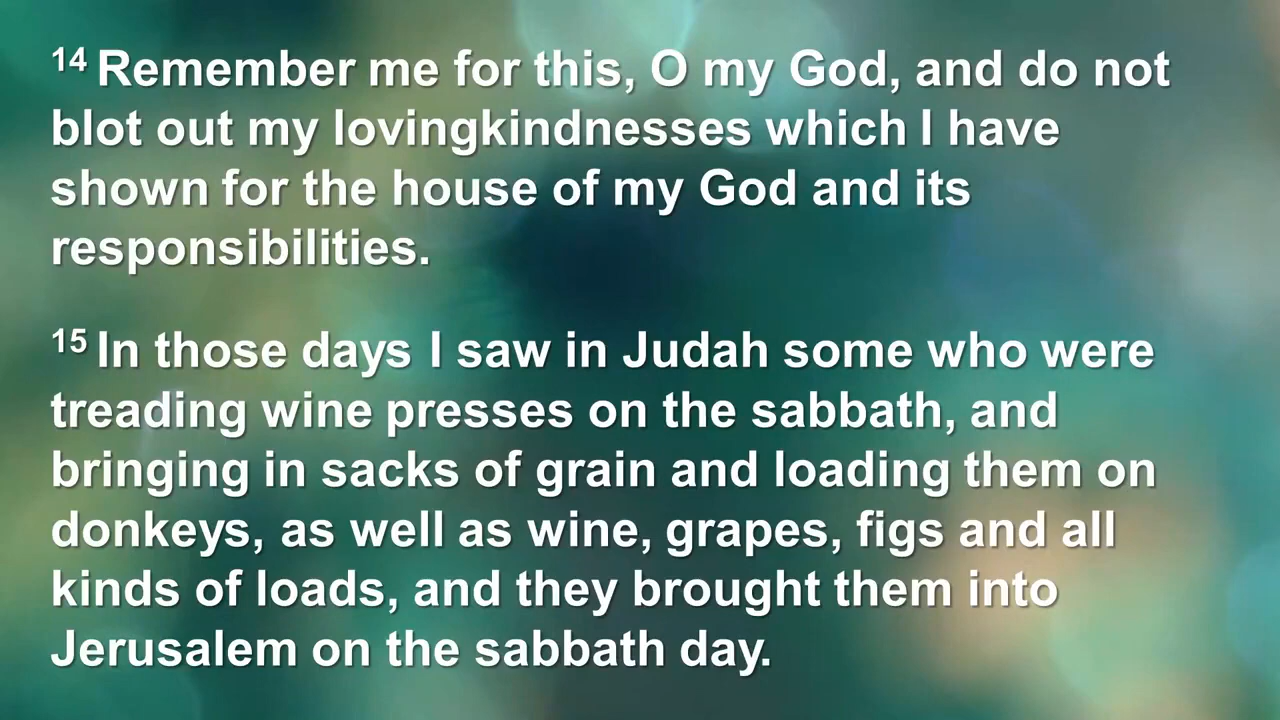 14 Remember me for this, O my God, and do not
blot out my lovingkindnesses which I have
shown for the house of my God and its
responsibilities.
15 In those days I saw in Judah some who were
treading wine presses on the sabbath, and
bringing in sacks of grain and loading them on
donkeys, as well as wine, grapes, figs and all
kinds of loads, and they brought them into
Jerusalem on the sabbath day.